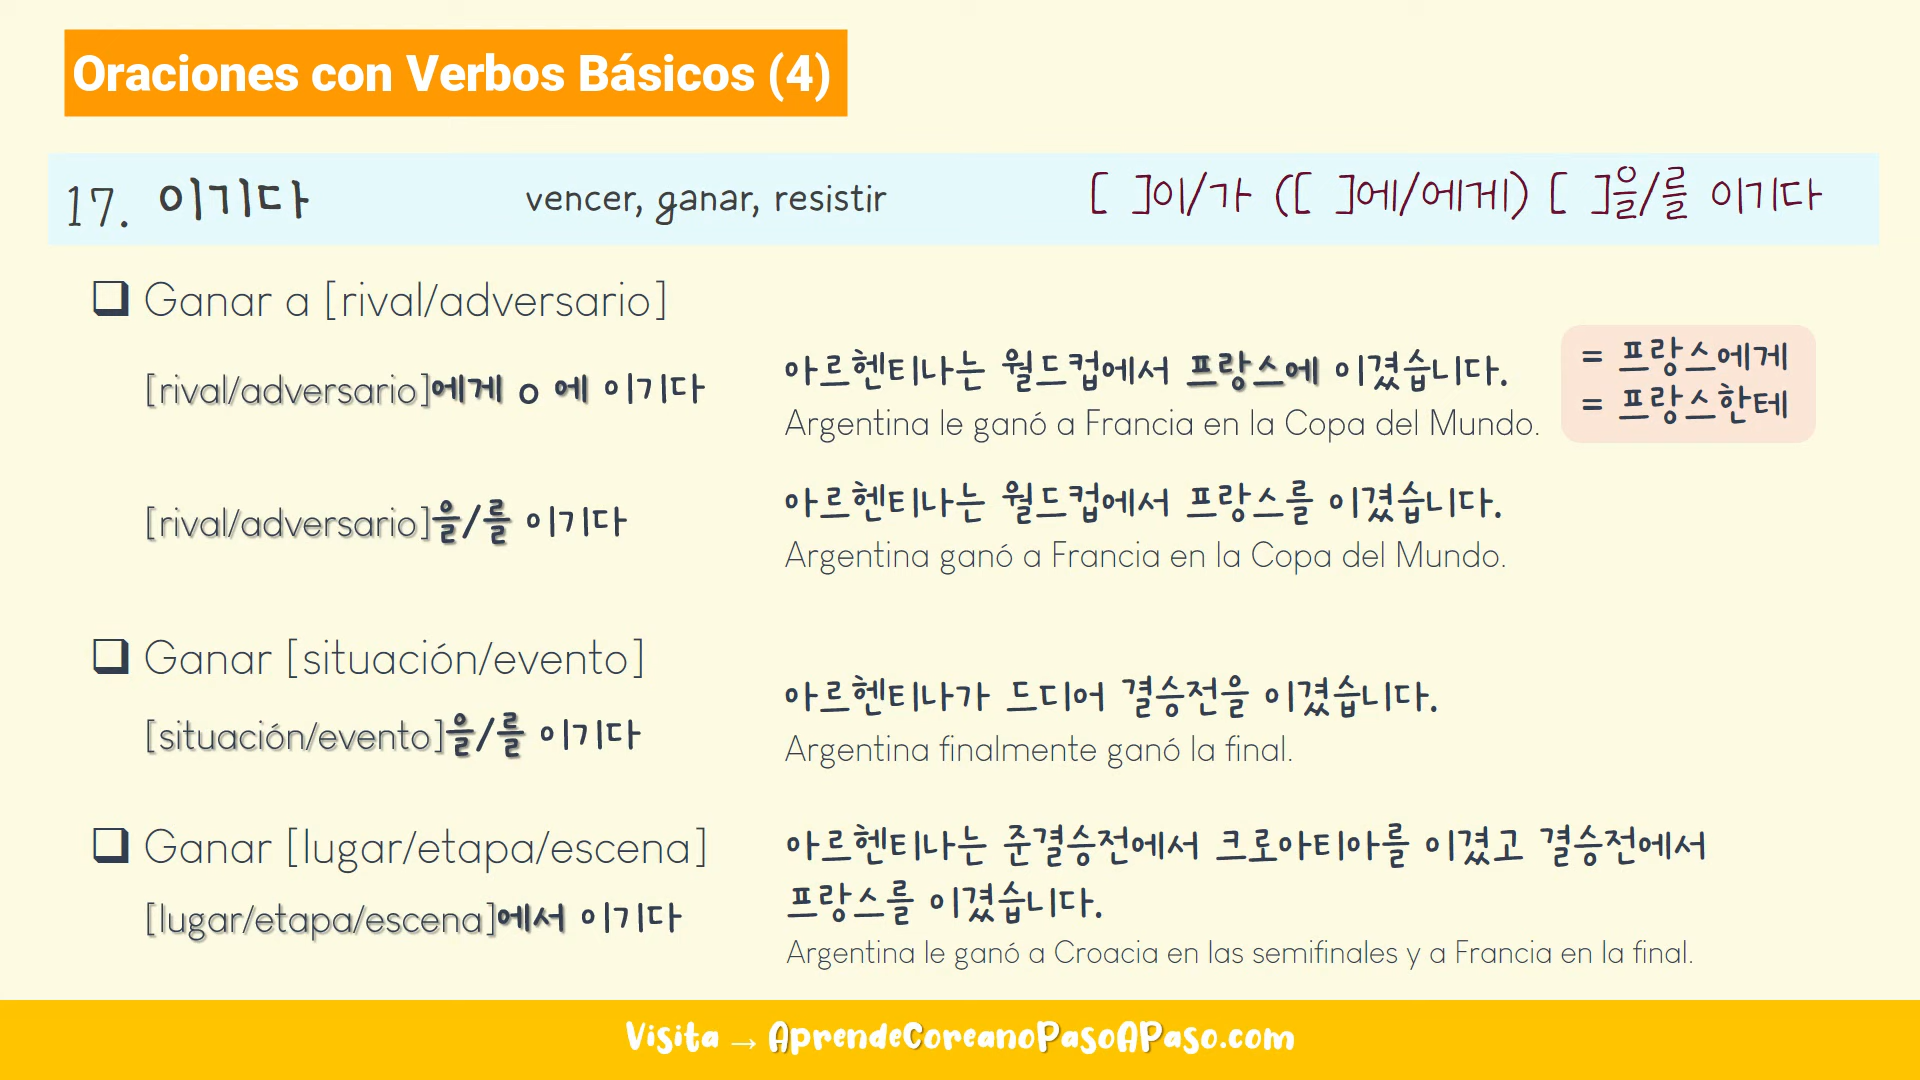 Oraciones con Verbos Básicos (4)
17. 이기다 vencer, ganar, resistir [ ]이/가 ([ ]에/에게) [ ]을/를 이기다
❑ Ganar a [rival/adversario]
[rival/adversario]에게 o 에 이기다
아르헨티나는 월드컵에서 프랑스에 이겼습니다.
Argentina le ganó a Francia en la Copa del Mundo.
= 프랑스에게
= 프랑스한테
[rival/adversario]을/를 이기다
아르헨티나는 월드컵에서 프랑스를 이겼습니다.
Argentina ganó a Francia en la Copa del Mundo.
❑ Ganar [situación/evento]
[situación/evento]을/를 이기다
아르헨티나가 드디어 결승전을 이겼습니다.
Argentina finalmente ganó la final.
❑ Ganar [lugar/etapa/escena]
[lugar/etapa/escena]에서 이기다
아르헨티나는 준결승전에서 크로아티아를 이겼고 결승전에서
프랑스를 이겼습니다.
Argentina le ganó a Croacia en las semifinales y a Francia en la final.
Visita → AprendeCoreanoPasoAPaso.com